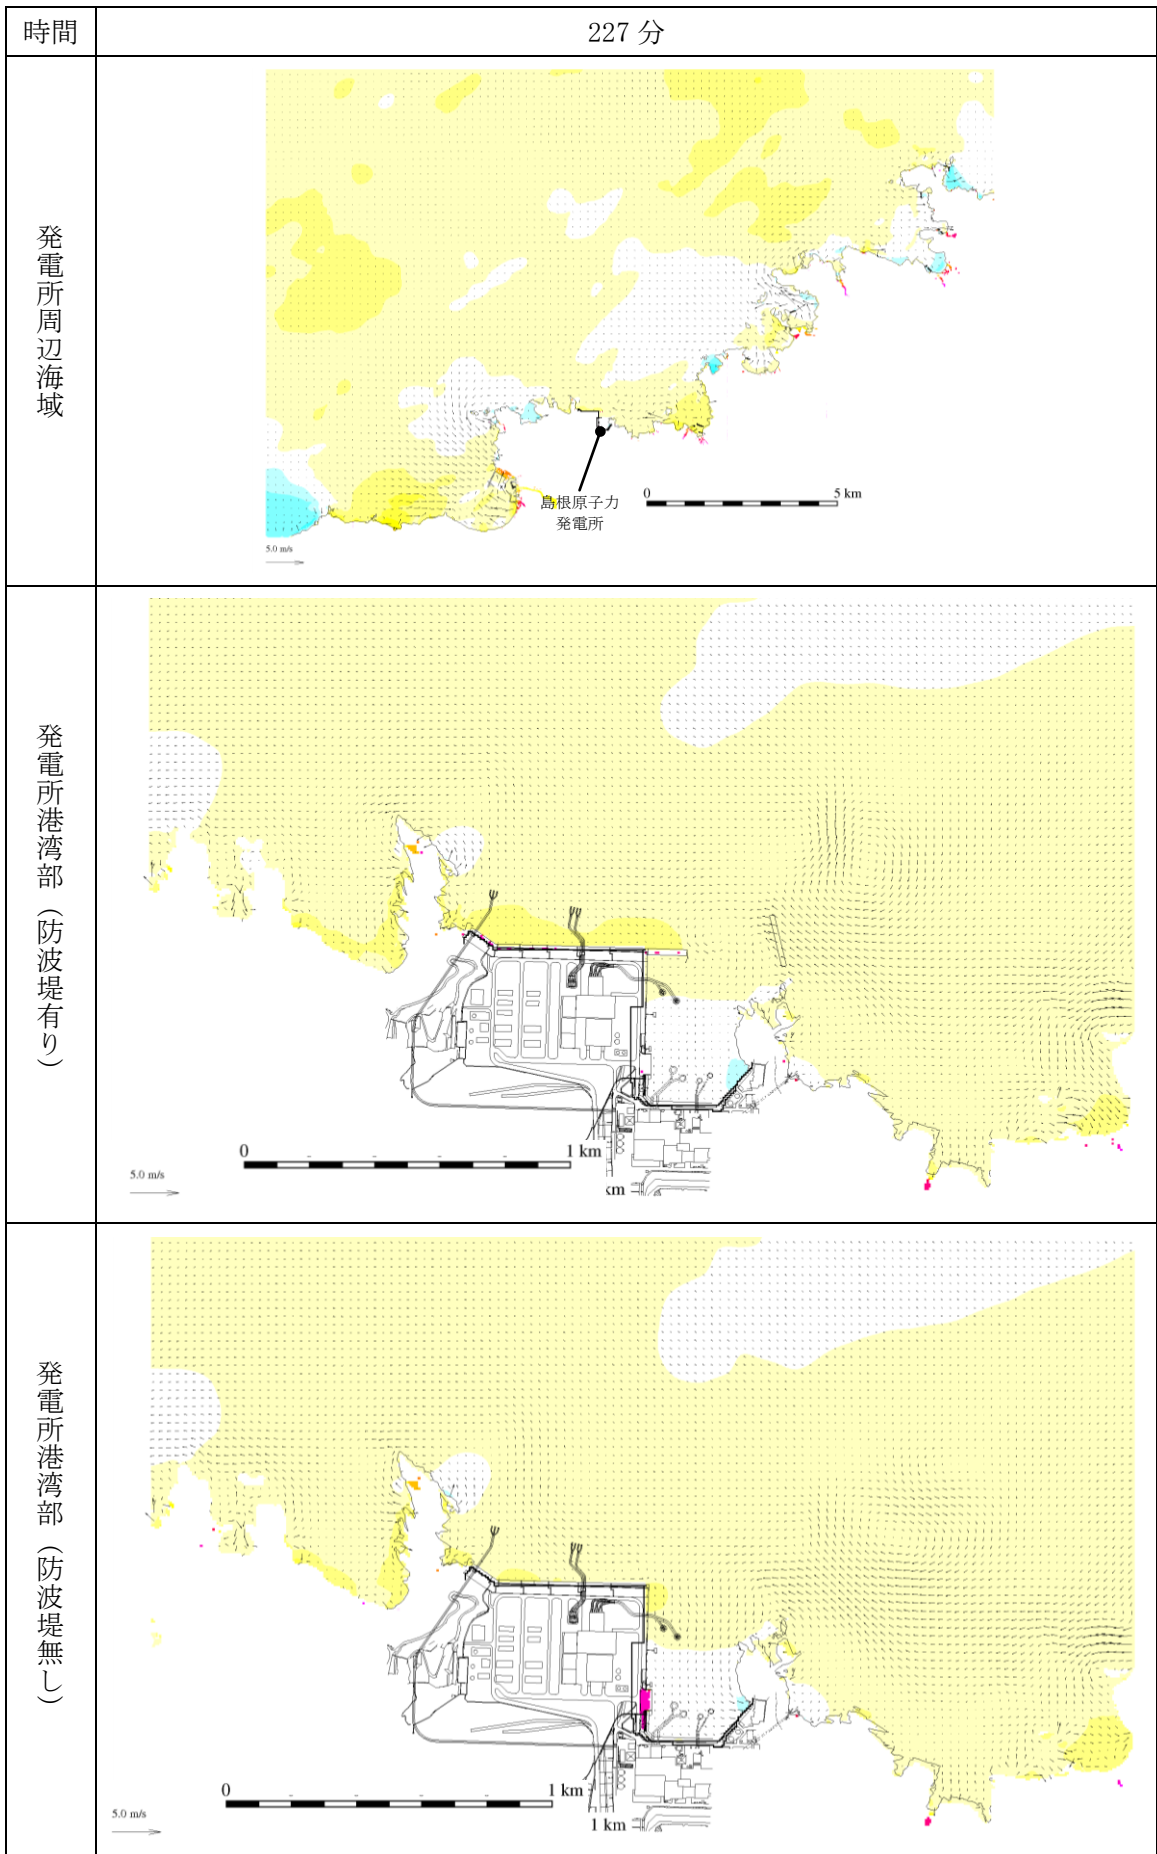 時間
227 分
発電所周辺海域
島根原子力
発電所
0
5 km
5.0 m/s
発電所港湾部（防波堤有り）
0
1 km
km
5.0 m/s
発電所港湾部（防波堤無し）
0
1 km
1 km
5.0 m/s